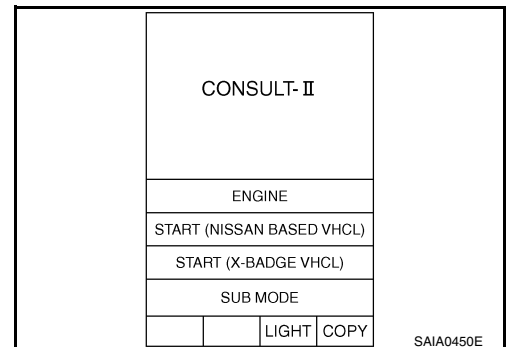 CONSULT-II
ENGINE
START (NISSAN BASED VHCL)
START (X-BADGE VHCL)
SUB MODE
LIGHT COPY
SAIA0450E